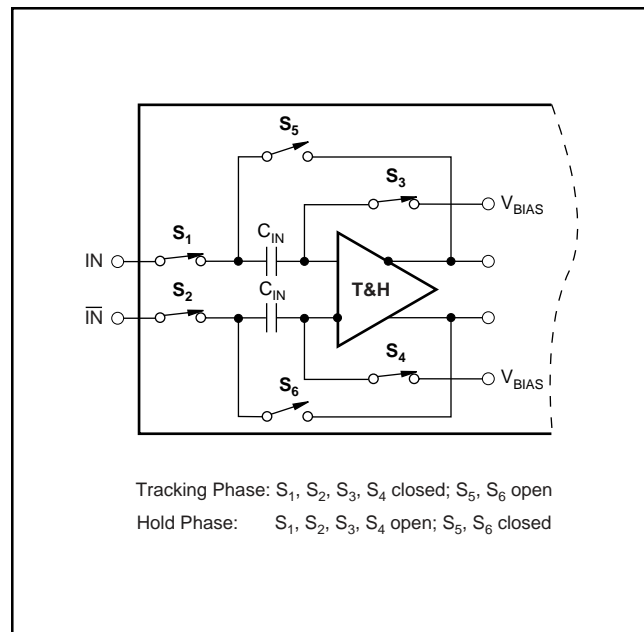 S5
S3
VBIAS
S1
CIN
IN
T&H
S2
CIN
I̅N̅
S4
VBIAS
S6
Tracking Phase: S1, S2, S3, S4 closed; S5, S6 open
Hold Phase: S1, S2, S3, S4 open; S5, S6 closed